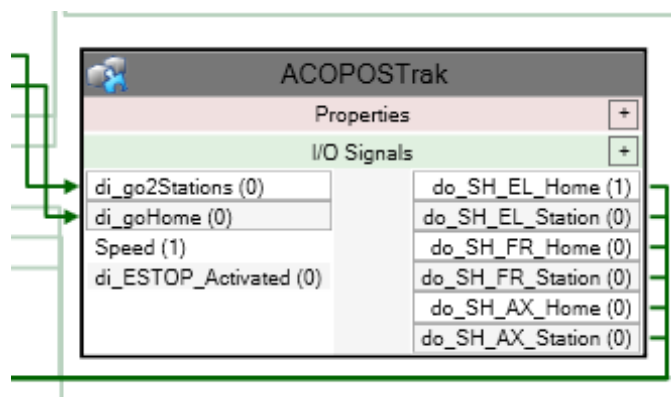 ACOPOSTrak
Properties +
I/O Signals +
di_go2Stations (0) do_SH_EL_Home (1)
di_goHome (0) do_SH_EL_Station (0)
Speed (1) do_SH_FR_Home (0)
di_ESTOP_Activated (0) do_SH_FR_Station (0)
do_SH_AX_Home (0)
do_SH_AX_Station (0)